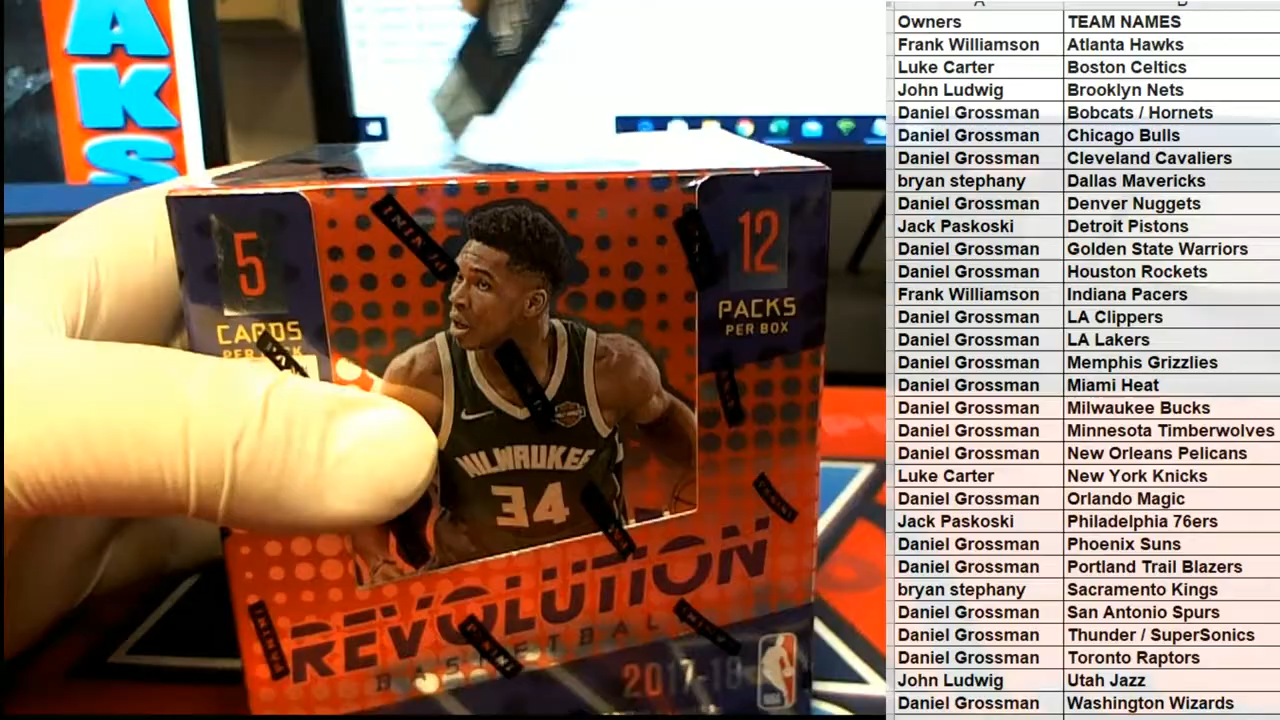 AKS
5
CARDS
PER
12
PACKS
PER BOX
PANINI
MILWAUKEE
34
REVOLUTION
BASKETBALL
2017-18
NBA
Owners TEAM NAMES
Frank Williamson Atlanta Hawks
Luke Carter Boston Celtics
John Ludwig Brooklyn Nets
Daniel Grossman Bobcats / Hornets
Daniel Grossman Chicago Bulls
Daniel Grossman Cleveland Cavaliers
bryan stephany Dallas Mavericks
Daniel Grossman Denver Nuggets
Jack Paskoski Detroit Pistons
Daniel Grossman Golden State Warriors
Daniel Grossman Houston Rockets
Frank Williamson Indiana Pacers
Daniel Grossman LA Clippers
Daniel Grossman LA Lakers
Daniel Grossman Memphis Grizzlies
Daniel Grossman Miami Heat
Daniel Grossman Milwaukee Bucks
Daniel Grossman Minnesota Timberwolves
Daniel Grossman New Orleans Pelicans
Luke Carter New York Knicks
Daniel Grossman Orlando Magic
Jack Paskoski Philadelphia 76ers
Daniel Grossman Phoenix Suns
Daniel Grossman Portland Trail Blazers
bryan stephany Sacramento Kings
Daniel Grossman San Antonio Spurs
Daniel Grossman Thunder / SuperSonics
Daniel Grossman Toronto Raptors
John Ludwig Utah Jazz
Daniel Grossman Washington Wizards